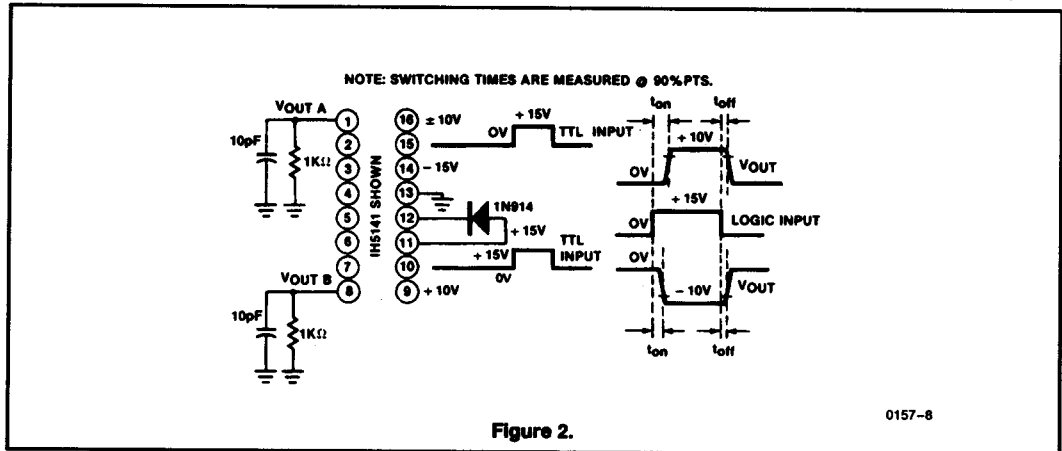 NOTE: SWITCHING TIMES ARE MEASURED @ 90% PTS.
VOUT A
10pF
1KΩ
1
2
3
4
5
6
7
8
VOUT B
10pF
1KΩ
IH5141 SHOWN
16 ± 10V
15
14 - 15V
13
12
11
10
9 + 10V
0V
+ 15V
TTL INPUT
1N914
+ 15V
+ 15V
0V
TTL
INPUT
ton
toff
+ 10V
0V
VOUT
+ 15V
0V
LOGIC INPUT
0V
- 10V
VOUT
ton
toff
0157-8
Figure 2.